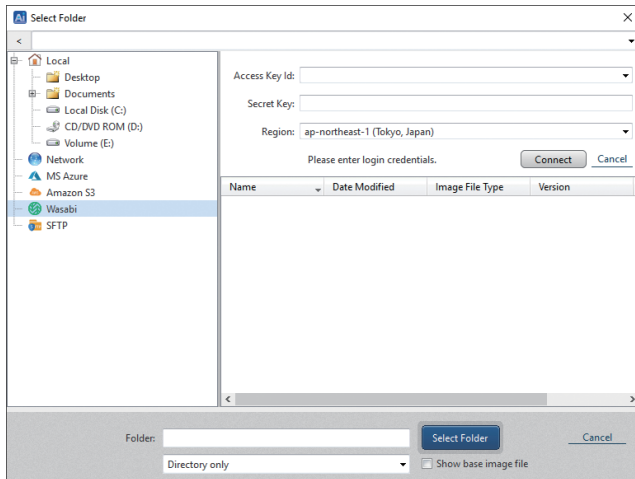 Ai Select Folder
<
Local
Desktop
Documents
Local Disk (C:)
CD/DVD ROM (D:)
Volume (E:)
Network
MS Azure
Amazon S3
Wasabi
SFTP
Access Key Id:
Secret Key:
Region: ap-northeast-1 (Tokyo, Japan)
Please enter login credentials. Connect Cancel
Name Date Modified Image File Type Version
Folder: Select Folder Cancel
Directory only Show base image file